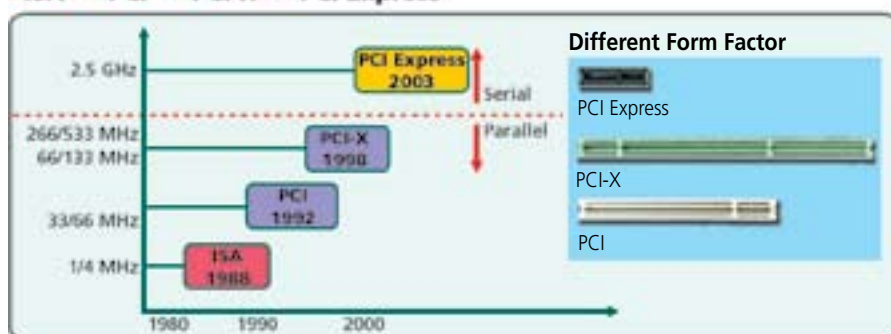 2.5 GHz
PCI Express
2003
Serial
Parallel
266/533 MHz
66/133 MHz
PCI-X
1998
PCI
1992
33/66 MHz
ISA
1988
1/4 MHz
1980 1990 2000
Different Form Factor
PCI Express
PCI-X
PCI